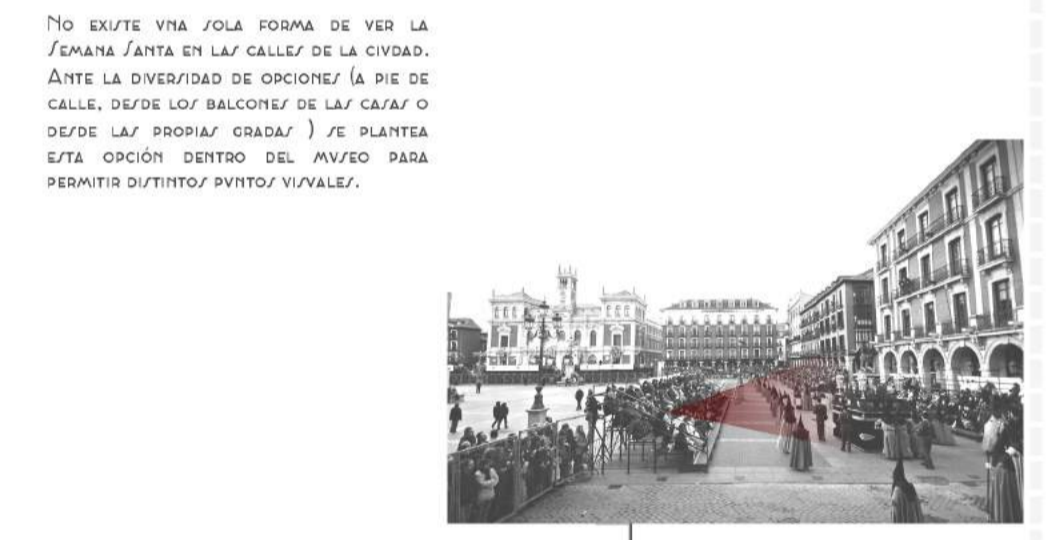 No existe una sola forma de ver la
Semana Santa en las calles de la ciudad.
Ante la diversidad de opciones (a pie de
calle, desde los balcones de las casas o
desde las propias gradas ) se plantea
esta opción dentro del museo para
permitir distintos puntos visuales.